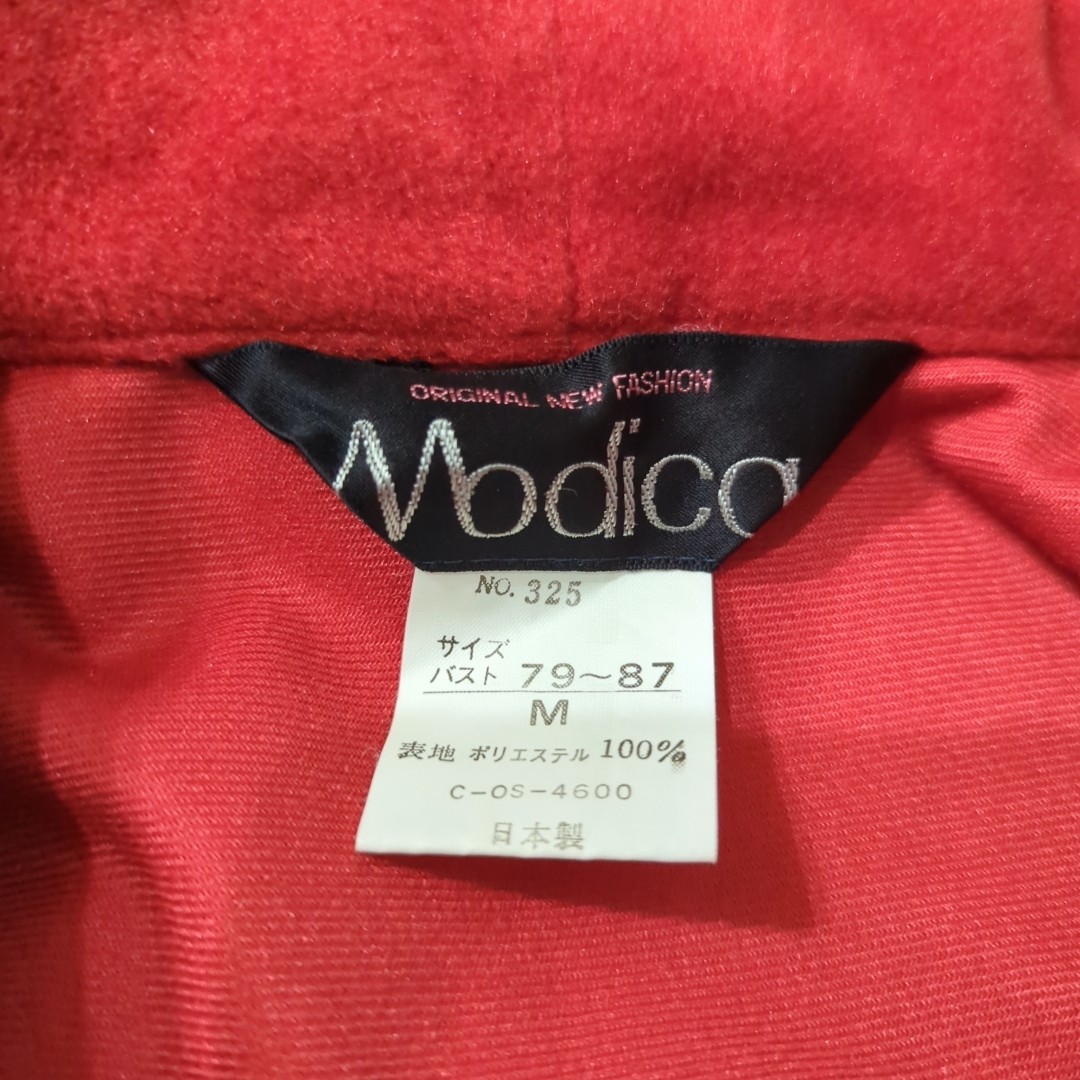 ORIGINAL NEW FASHION
Modica
No. 325
サイズ
バスト 79~87
M
表地 ポリエステル 100%
C-OS-4600
日本製